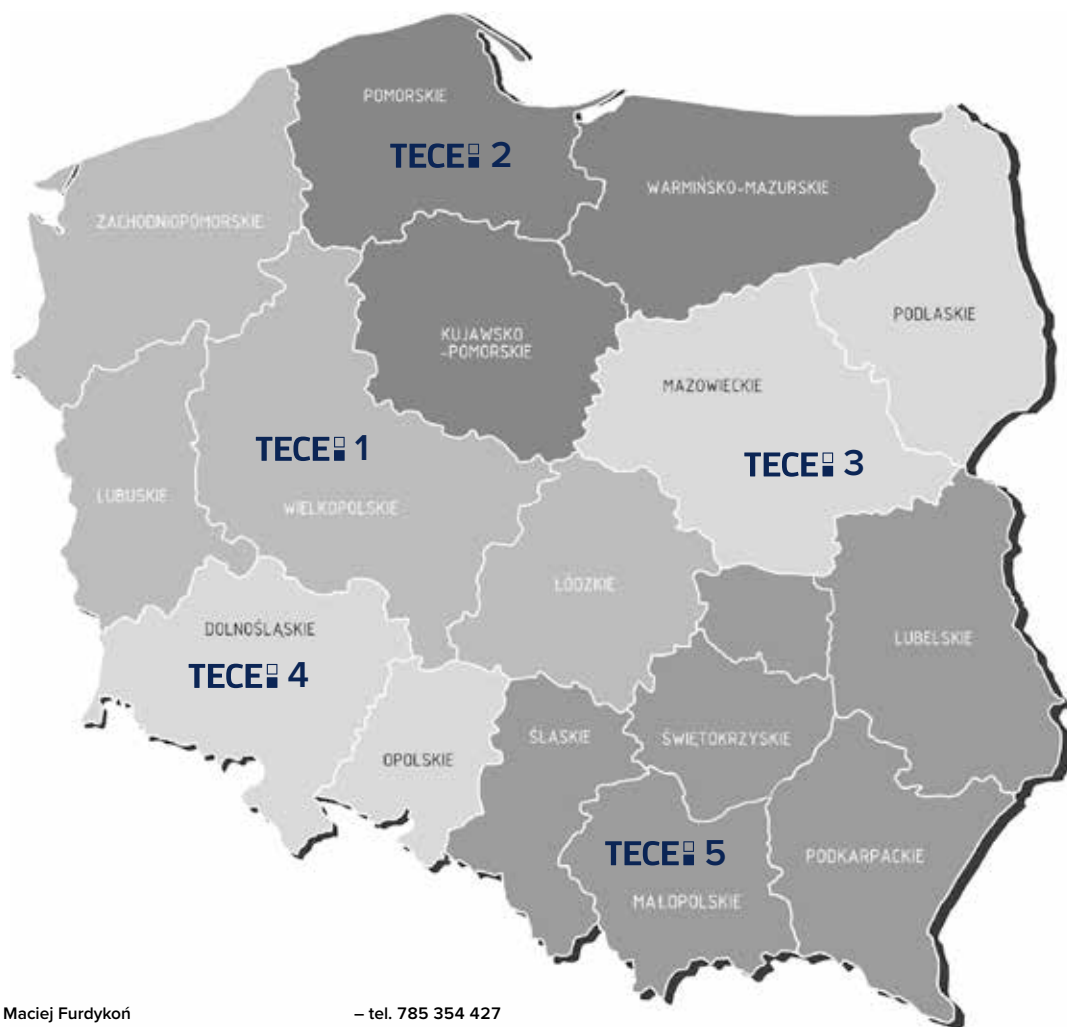 POMORSKIE
TECE 2
WARMIŃSKO-MAZURSKIE
ZACHODNIOPOMORSKIE
PODLASKIE
KUJAWSKO
-POMORSKIE
MAZOWIECKIE
TECE 1
TECE 3
LUBUSKIE
WIELKOPOLSKIE
ŁÓDZKIE
DOLNOŚLĄSKIE
LUBELSKIE
TECE 4
ŚLĄSKIE
ŚWIĘTOKRZYSKIE
OPOLSKIE
TECE 5
PODKARPACKIE
MAŁOPOLSKIE
Maciej Furdykoń – tel. 785 354 427